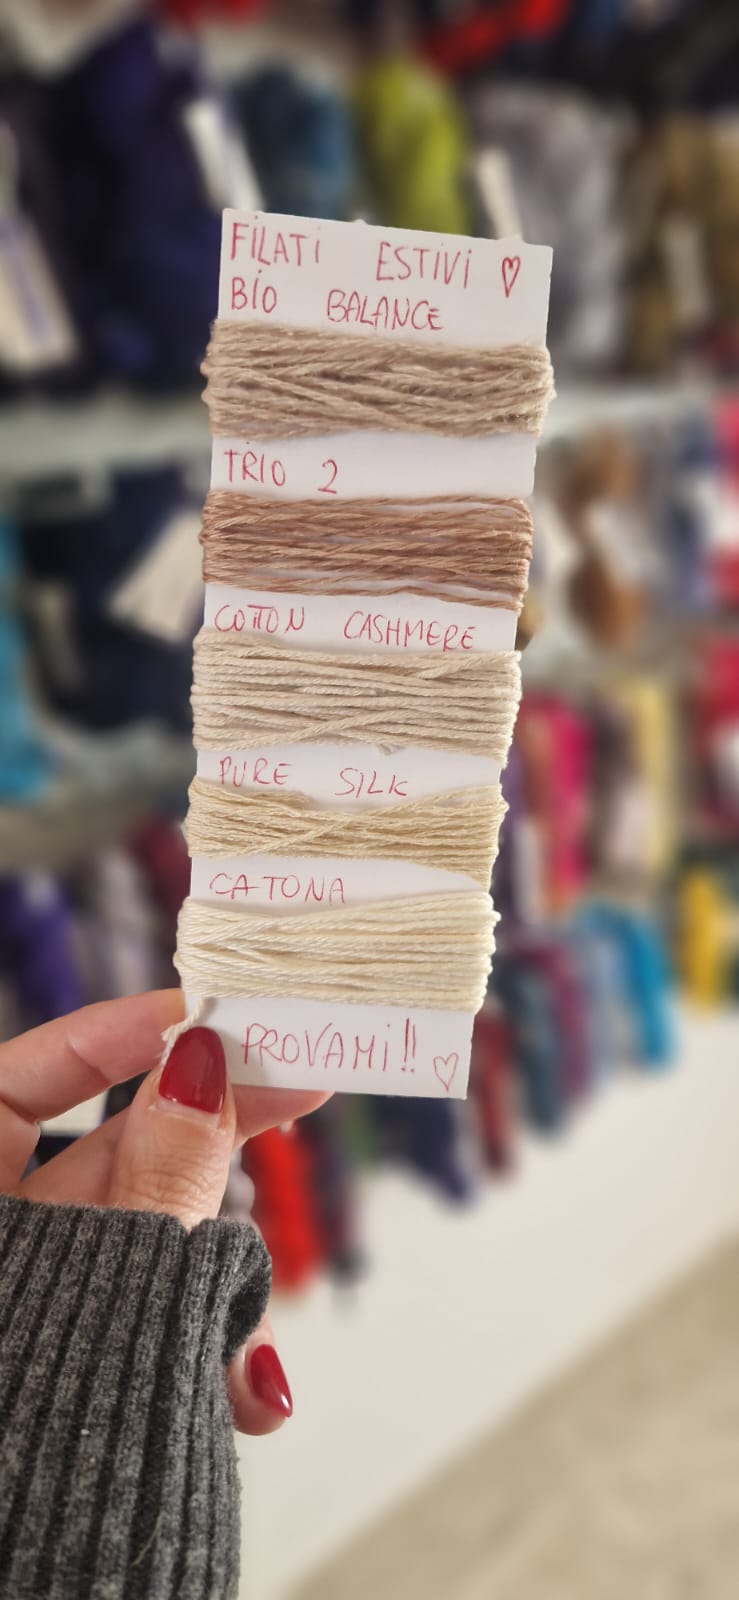 FiLATi ESTiVi ♡
BiO BALANCE
TRIO 2
COTTON CASHMERE
PURE SILK
CATONA
PROVAMi!! ♡